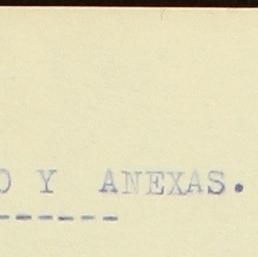 O Y ANEXAS.
------